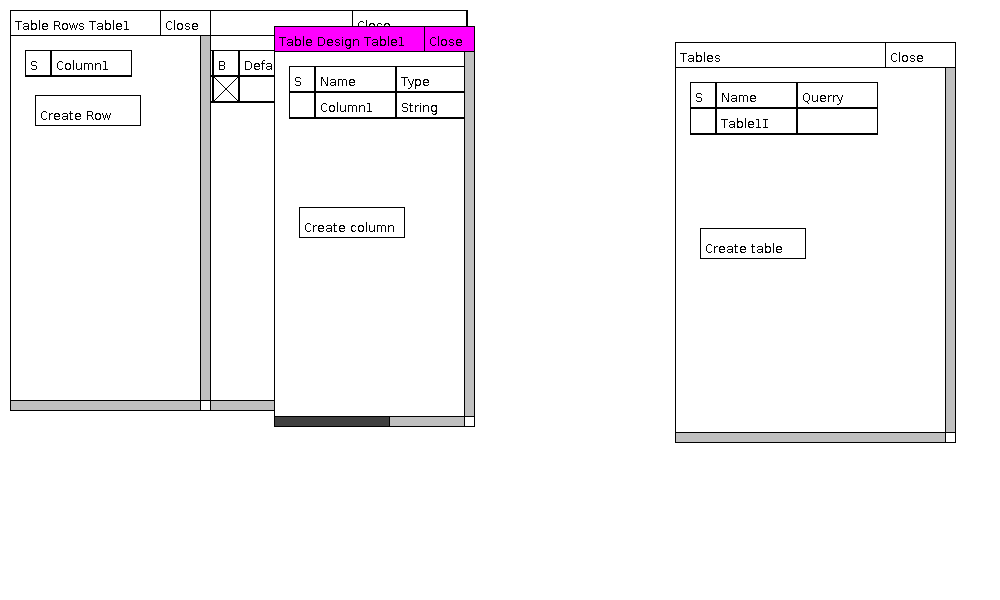 Table Rows Table1 Close
S Column1
Create Row
Close
B Defa
Table Design Table1 Close
S Name Type
Column1 String
Create column
Tables Close
S Name Querry
Table1I
Create table